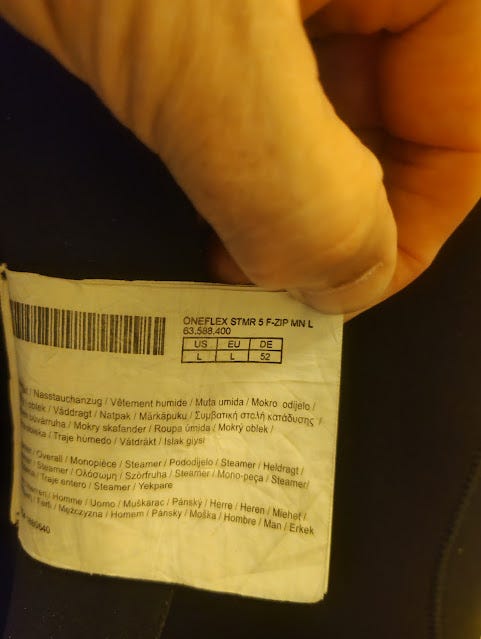 ONEFLEX STMR 5 F-ZIP MN L
63.588.400
US EU DE
L L 52
/ Nasstauchanzug / Vêtement humide / Muta umida / Mokro odijelo /
oblek / Våddragt / Natpak / Märkäpuku / Συμβατική στολή κατάδυσης /
búvárruha / Mokry skafander / Roupa úmida / Mokrý oblek /
/ Traje húmedo / Våtdräkt / Islak giysi
/ Overall / Monopièce / Steamer / Pododijelo / Steamer / Heldragt /
/ Steamer / Ολόσωμη / Szörfruha / Steamer / Mono-peça / Steamer/
/ Traje entero / Steamer / Yekpare
/ Homme / Uomo / Muškarac / Pánský / Herre / Heren / Miehet /
/ Férfi / Mężczyzna / Homem / Pánsky / Moška / Hombre / Man / Erkek